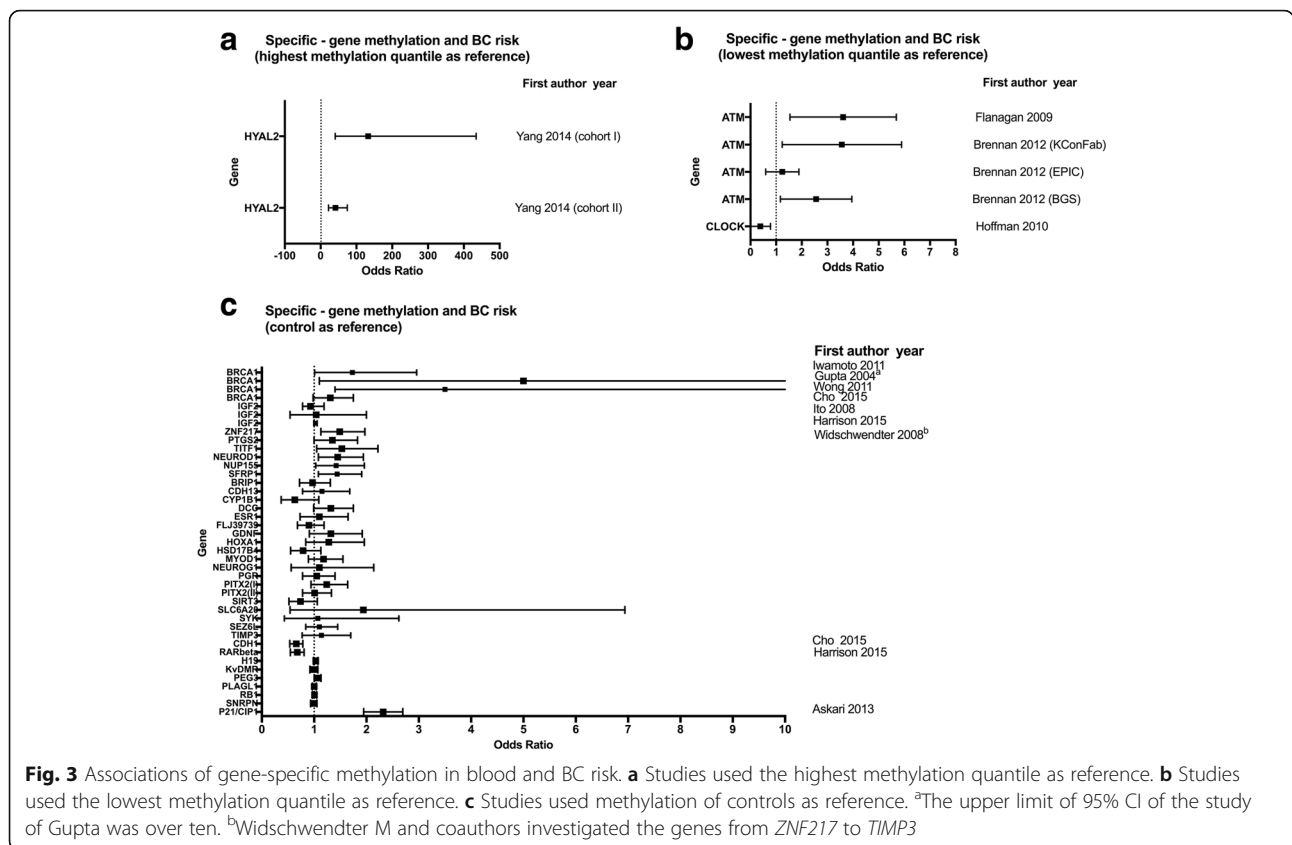 a
Specific - gene methylation and BC risk
(highest methylation quantile as reference)
First author year
HYAL2
Yang 2014 (cohort I)
Gene
HYAL2
Yang 2014 (cohort II)
-100 0 100 200 300 400 500
Odds Ratio
b
Specific - gene methylation and BC risk
(lowest methylation quantile as reference)
First author year
ATM
Flanagan 2009
ATM
Brennan 2012 (KConFab)
Gene
ATM
Brennan 2012 (EPIC)
ATM
Brennan 2012 (BGS)
CLOCK
Hoffman 2010
0 1 2 3 4 5 6 7 8
Odds Ratio
c
Specific - gene methylation and BC risk
(control as reference)
First author year
Iwamoto 2011
Gupta 2004a
Wong 2011
Cho 2015
Ito 2008
Harrison 2015
Widschwendter 2008b
Cho 2015
Harrison 2015
Askari 2013
Gene
BRCA1
BRCA1
BRCA1
BRCA1
IGF2
IGF2
IGF2
ZNF217
PTGS2
TITF1
NEUROD1
NUP155
SFRP1
BRIP1
CDH13
CYP1B1
DCC
ESR1
FLJ39739
GDNF
HOXA1
HSD17B4
MYOD1
NEUROG1
PGR
PITX2(I)
PITX2(II)
SIRT3
SLC6A20
SYK
SEZ6L
TIMP3
CDH1
RARbeta
H19
KvDMR
PEG3
PLAGL1
RB1
SNRPN
P21/CIP1
0 1 2 3 4 5 6 7 8 9 10
Odds Ratio
Fig. 3 Associations of gene-specific methylation in blood and BC risk. a Studies used the highest methylation quantile as reference. b Studies
used the lowest methylation quantile as reference. c Studies used methylation of controls as reference. aThe upper limit of 95% CI of the study
of Gupta was over ten. bWidschwendter M and coauthors investigated the genes from ZNF217 to TIMP3